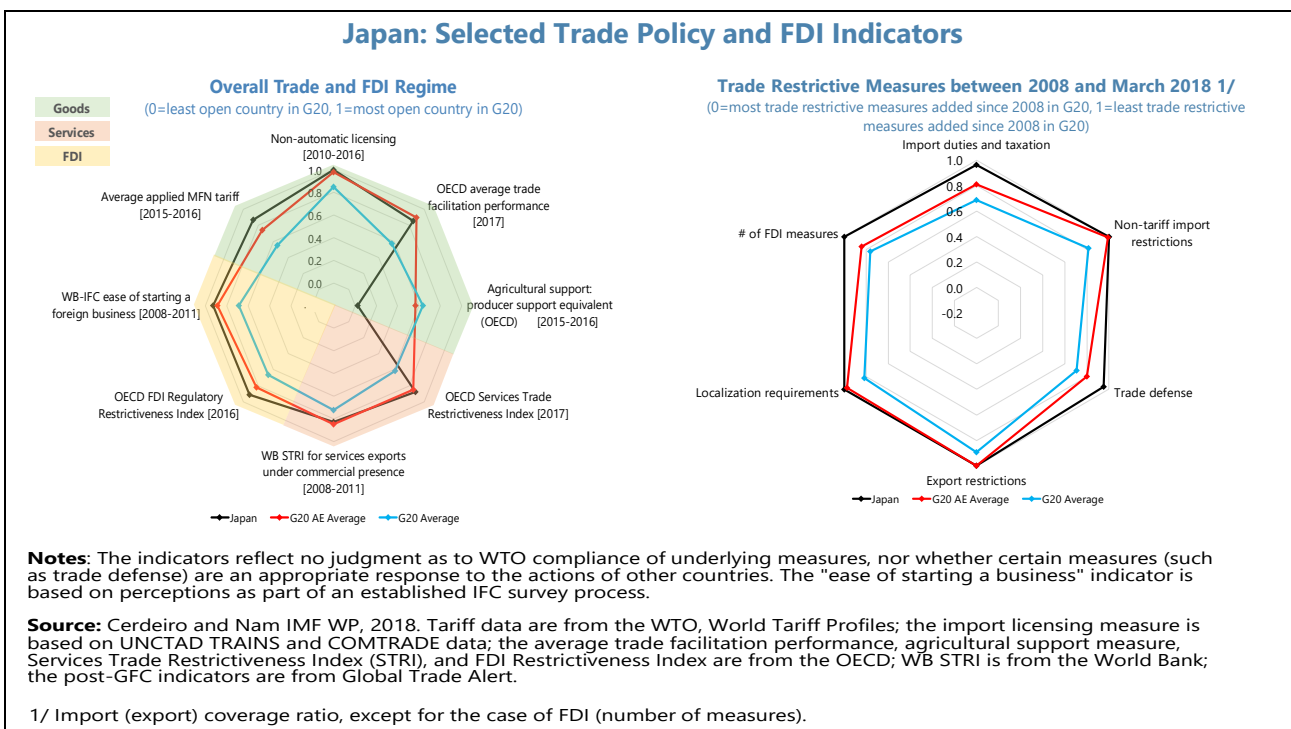 Japan: Selected Trade Policy and FDI Indicators
Overall Trade and FDI Regime
(0=least open country in G20, 1=most open country in G20)
Goods
Services
FDI
Non-automatic licensing
[2010-2016]
OECD average trade
facilitation performance
[2017]
Agricultural support:
producer support equivalent
(OECD) [2015-2016]
OECD Services Trade
Restrictiveness Index [2017]
WB STRI for services exports
under commercial presence
[2008-2011]
OECD FDI Regulatory
Restrictiveness Index [2016]
WB-IFC ease of starting a
foreign business [2008-2011]
Average applied MFN tariff
[2015-2016]
1.0
0.8
0.6
0.4
0.2
0.0
Japan
G20 AE Average
G20 Average
Trade Restrictive Measures between 2008 and March 2018 1/
(0=most trade restrictive measures added since 2008 in G20, 1=least trade restrictive
measures added since 2008 in G20)
Import duties and taxation
Non-tariff import
restrictions
Trade defense
Export restrictions
Localization requirements
# of FDI measures
1.0
0.8
0.6
0.4
0.2
0.0
-0.2
Japan
G20 AE Average
G20 Average
Notes: The indicators reflect no judgment as to WTO compliance of underlying measures, nor whether certain measures (such
as trade defense) are an appropriate response to the actions of other countries. The "ease of starting a business" indicator is
based on perceptions as part of an established IFC survey process.
Source: Cerdeiro and Nam IMF WP, 2018. Tariff data are from the WTO, World Tariff Profiles; the import licensing measure is
based on UNCTAD TRAINS and COMTRADE data; the average trade facilitation performance, agricultural support measure,
Services Trade Restrictiveness Index (STRI), and FDI Restrictiveness Index are from the OECD; WB STRI is from the World Bank;
the post-GFC indicators are from Global Trade Alert.
1/ Import (export) coverage ratio, except for the case of FDI (number of measures).